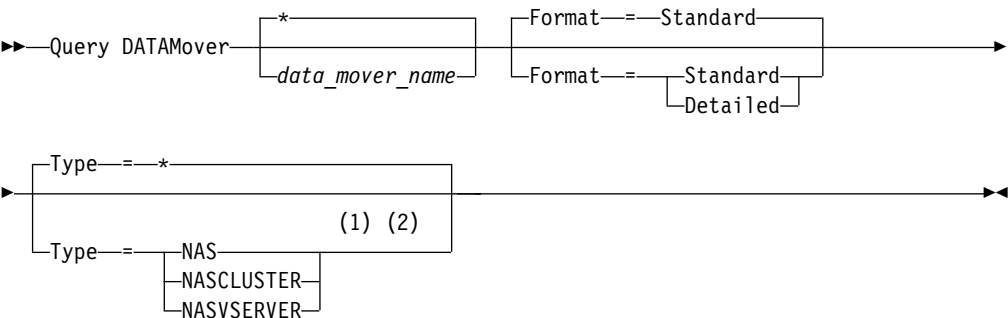 * Format = Standard
Query DATAMover
data_mover_name Format = Standard
Detailed
Type = *
(1) (2)
Type = NAS
NASCLUSTER
NASVSERVER